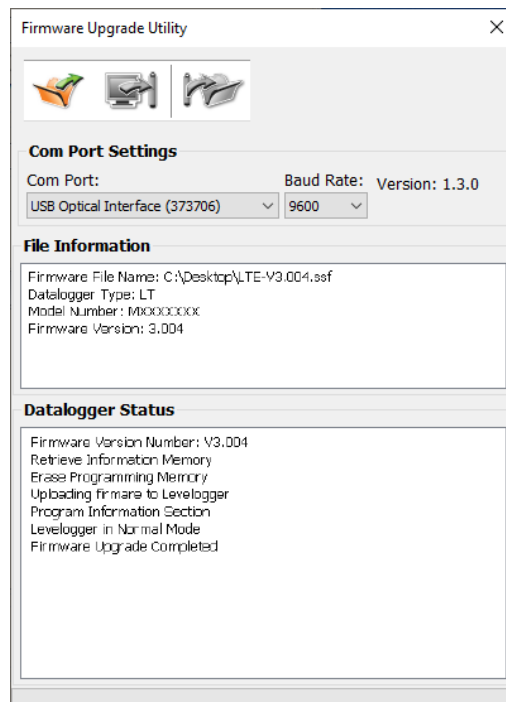 Firmware Upgrade Utility
Com Port Settings
Com Port:
Baud Rate:
Version: 1.3.0
USB Optical Interface (373706)
9600
File Information
Firmware File Name: C:\Desktop\LTE-V3.004.ssf
Datalogger Type: LT
Model Number: MXXXXXXX
Firmware Version: 3.004
Datalogger Status
Firmware Version Number: V3.004
Retrieve Information Memory
Erase Programming Memory
Uploading firmare to Levelogger
Program Information Section
Levelogger in Normal Mode
Firmware Upgrade Completed